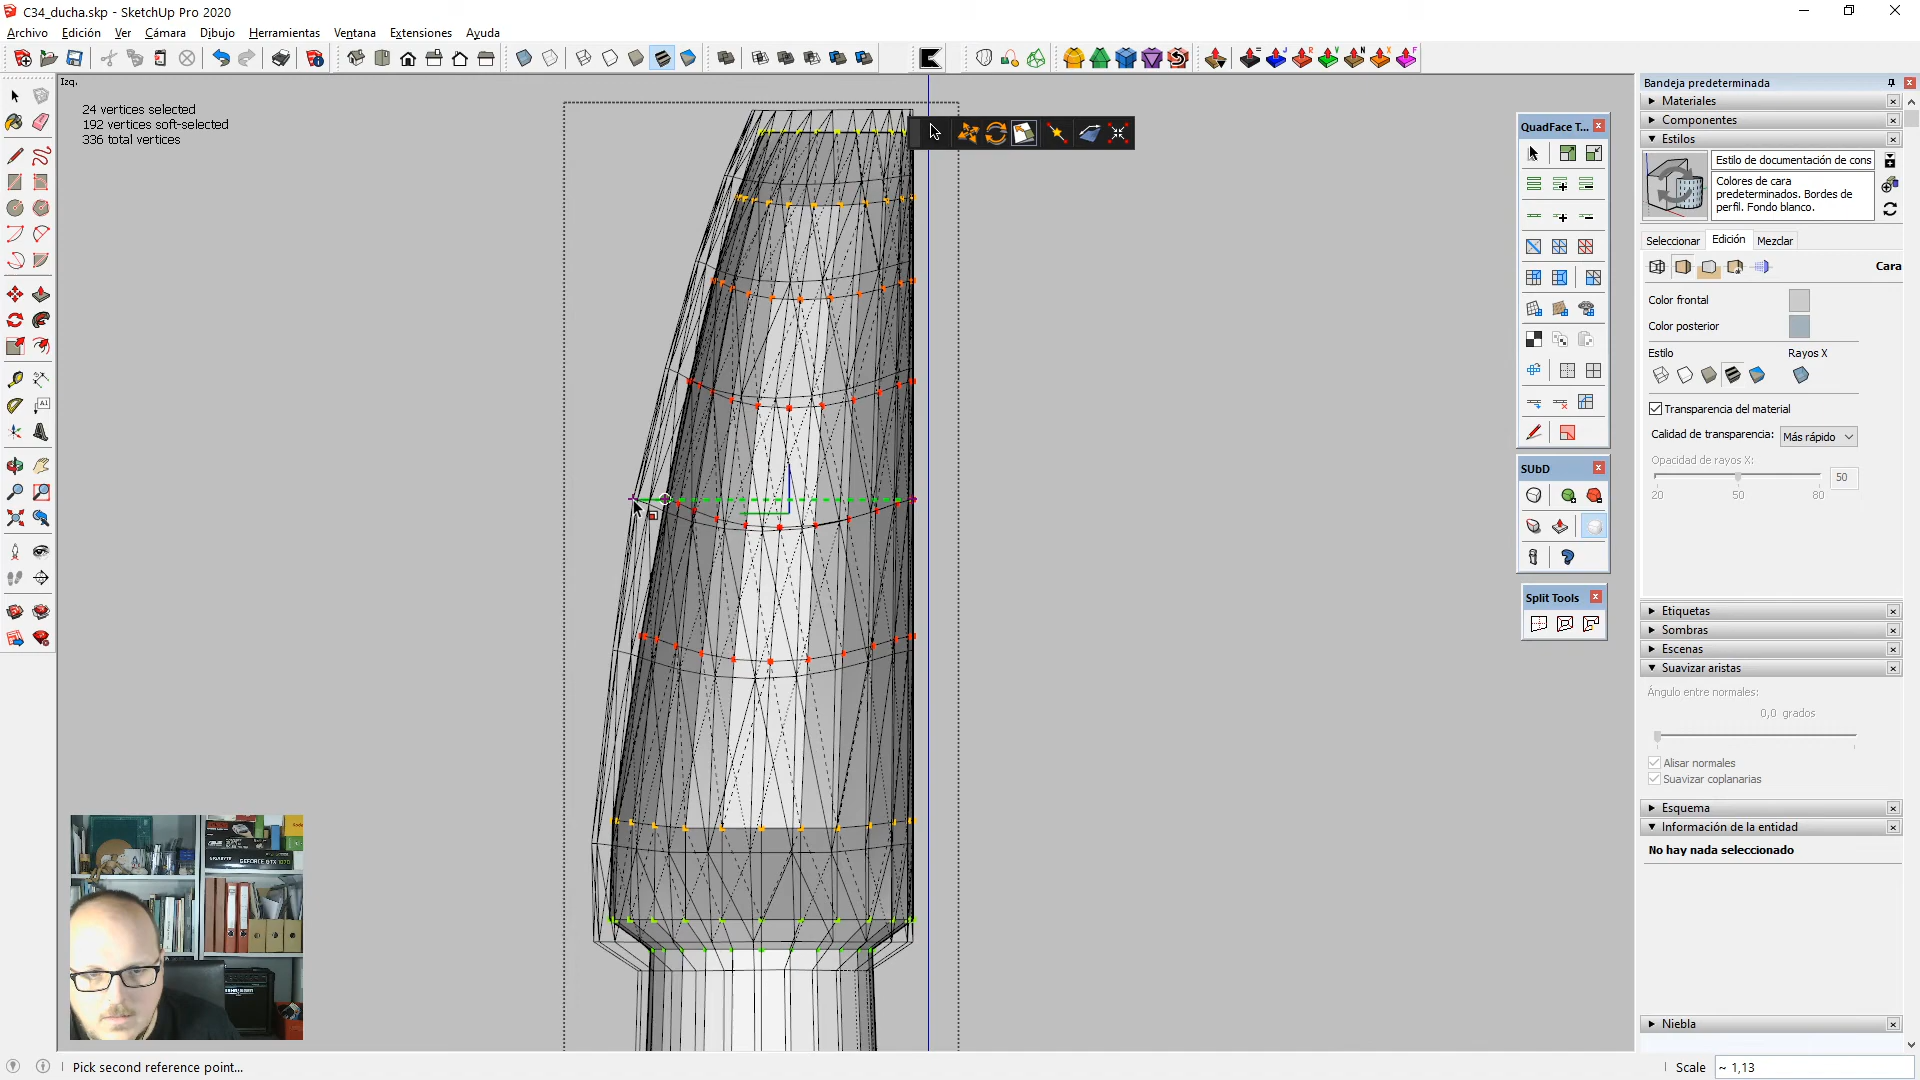 C34_ducha.skp - SketchUp Pro 2020
Archivo Edición Ver Cámara Dibujo Herramientas Ventana Extensiones Ayuda
Izq.
24 vertices selected
192 vertices soft-selected
336 total vertices
QuadFace T...
SUbD
Split Tools
Bandeja predeterminada
Materiales
Componentes
Estilos
Estilo de documentación de cons
Colores de cara
predeterminados. Bordes de
perfil. Fondo blanco.
Seleccionar Edición Mezclar
Cara
Color frontal
Color posterior
Estilo Rayos X
Transparencia del material
Calidad de transparencia: Más rápido
Opacidad de rayos X:
50
20 50 80
Etiquetas
Sombras
Escenas
Suavizar aristas
Ángulo entre normales:
0,0 grados
Alisar normales
Suavizar coplanarias
Esquema
Información de la entidad
No hay nada seleccionado
Niebla
Pick second reference point...
Scale ~ 1,13